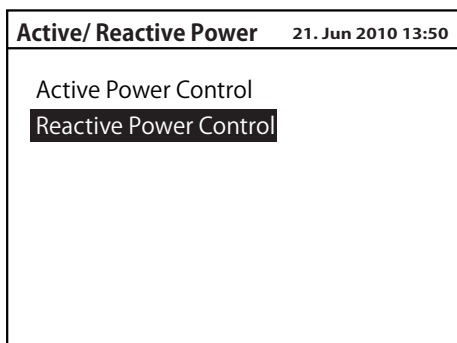 Active/ Reactive Power 21. Jun 2010 13:50
Active Power Control
Reactive Power Control